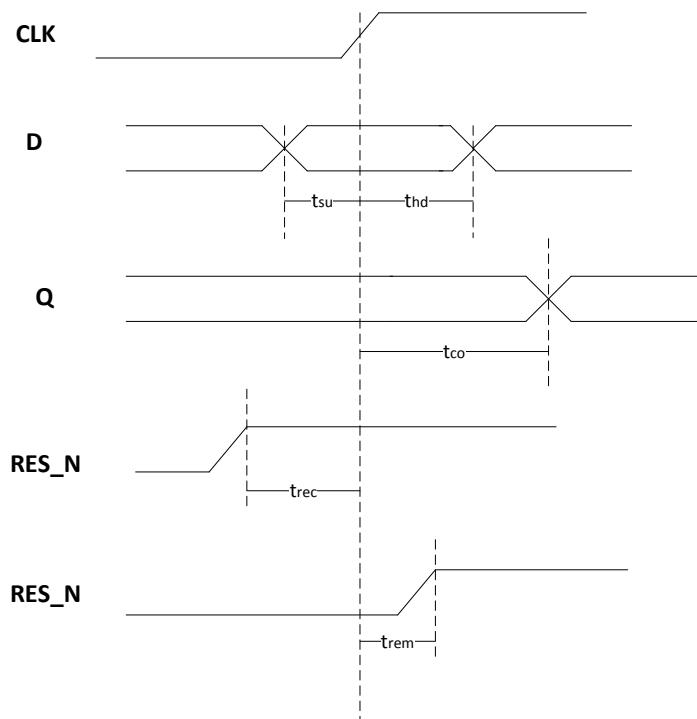 CLK
D
tsu
thd
Q
tco
RES_N
trec
RES_N
trem